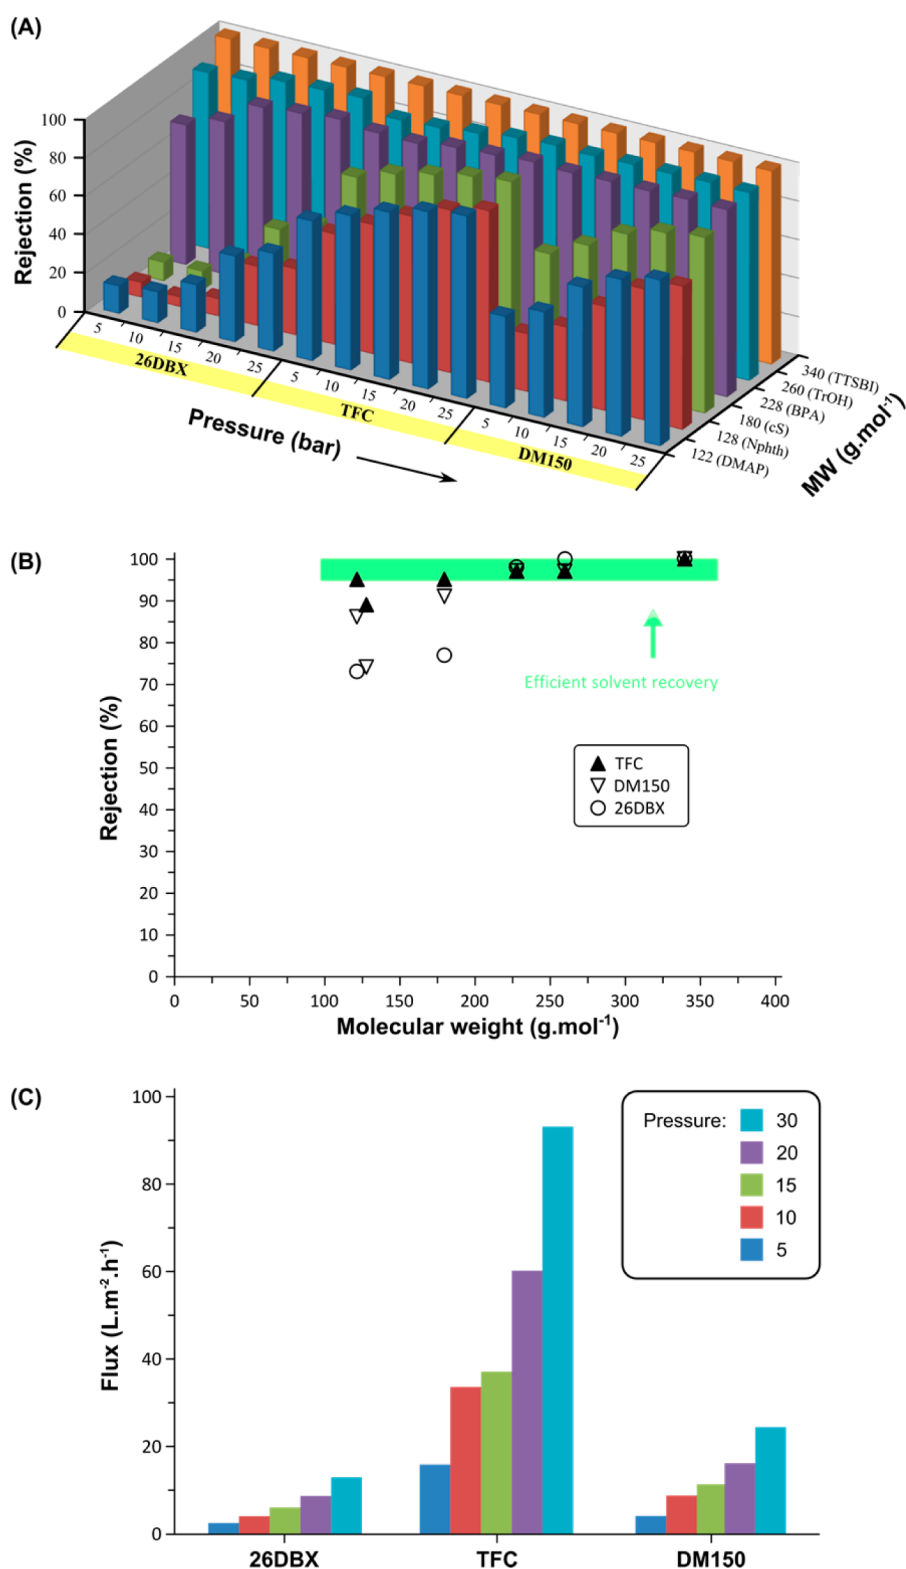 (A)
Rejection (%)
100
80
60
40
20
0
5
10
15
20
25
5
10
15
20
25
5
10
15
20
25
26DBX
TFC
DM150
Pressure (bar)
340 (TTSBI)
260 (TrOH)
228 (BPA)
180 (cS)
128 (Nphth)
122 (DMAP)
MW (g.mol⁻¹)
(B)
Rejection (%)
100
90
80
70
60
50
40
30
20
10
0
Efficient solvent recovery
TFC
DM150
26DBX
0 50 100 150 200 250 300 350 400
Molecular weight (g.mol⁻¹)
(C)
Flux (L.m⁻².h⁻¹)
100
80
60
40
20
0
Pressure:
30
20
15
10
5
26DBX TFC DM150